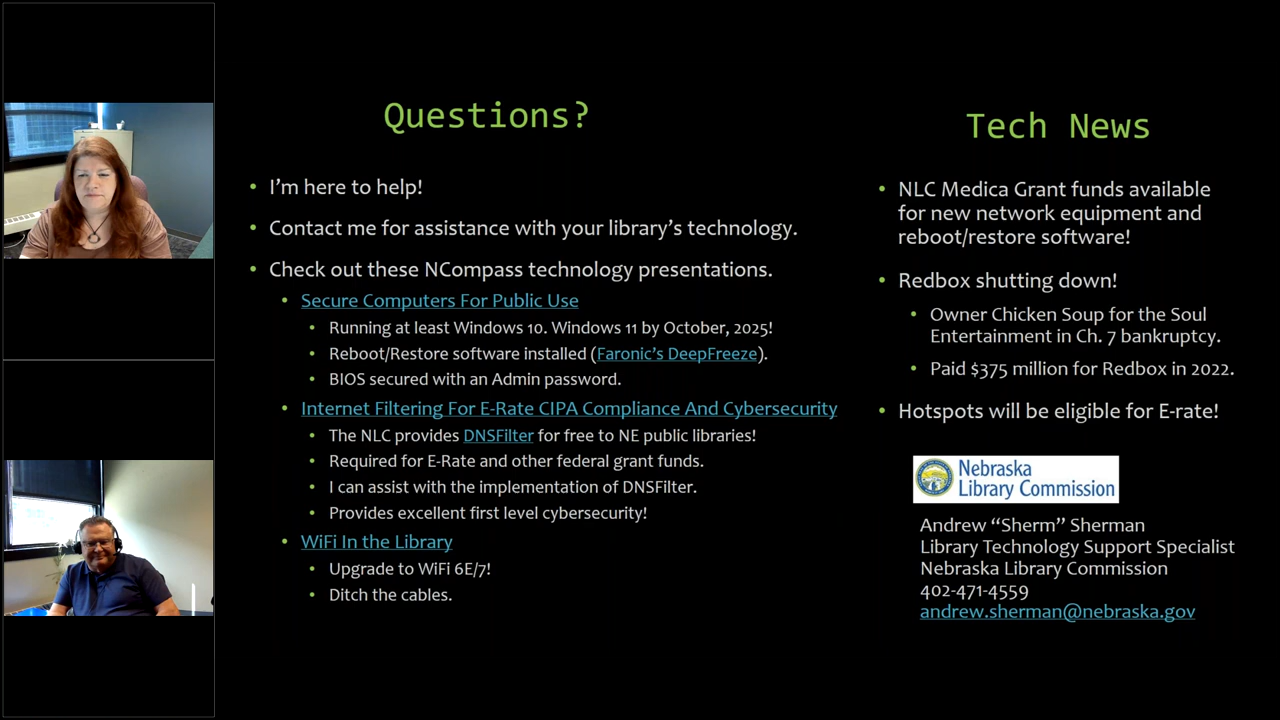 Questions?
• I’m here to help!
• Contact me for assistance with your library’s technology.
• Check out these NCompass technology presentations.
• Secure Computers For Public Use
• Running at least Windows 10. Windows 11 by October, 2025!
• Reboot/Restore software installed (Faronic’s DeepFreeze).
• BIOS secured with an Admin password.
• Internet Filtering For E-Rate CIPA Compliance And Cybersecurity
• The NLC provides DNSFilter for free to NE public libraries!
• Required for E-Rate and other federal grant funds.
• I can assist with the implementation of DNSFilter.
• Provides excellent first level cybersecurity!
• WiFi In the Library
• Upgrade to WiFi 6E/7!
• Ditch the cables.
Tech News
• NLC Medica Grant funds available
for new network equipment and
reboot/restore software!
• Redbox shutting down!
• Owner Chicken Soup for the Soul
Entertainment in Ch. 7 bankruptcy.
• Paid $375 million for Redbox in 2022.
• Hotspots will be eligible for E-rate!
Nebraska
Library Commission
Andrew “Sherm” Sherman
Library Technology Support Specialist
Nebraska Library Commission
402-471-4559
andrew.sherman@nebraska.gov